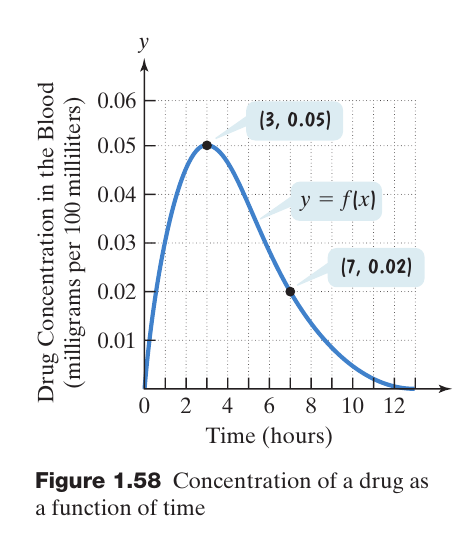 y
Drug Concentration in the Blood
(milligrams per 100 milliliters)
0.06
0.05
0.04
0.03
0.02
0.01
(3, 0.05)
y = f(x)
(7, 0.02)
0 2 4 6 8 10 12
Time (hours)
Figure 1.58 Concentration of a drug as
a function of time